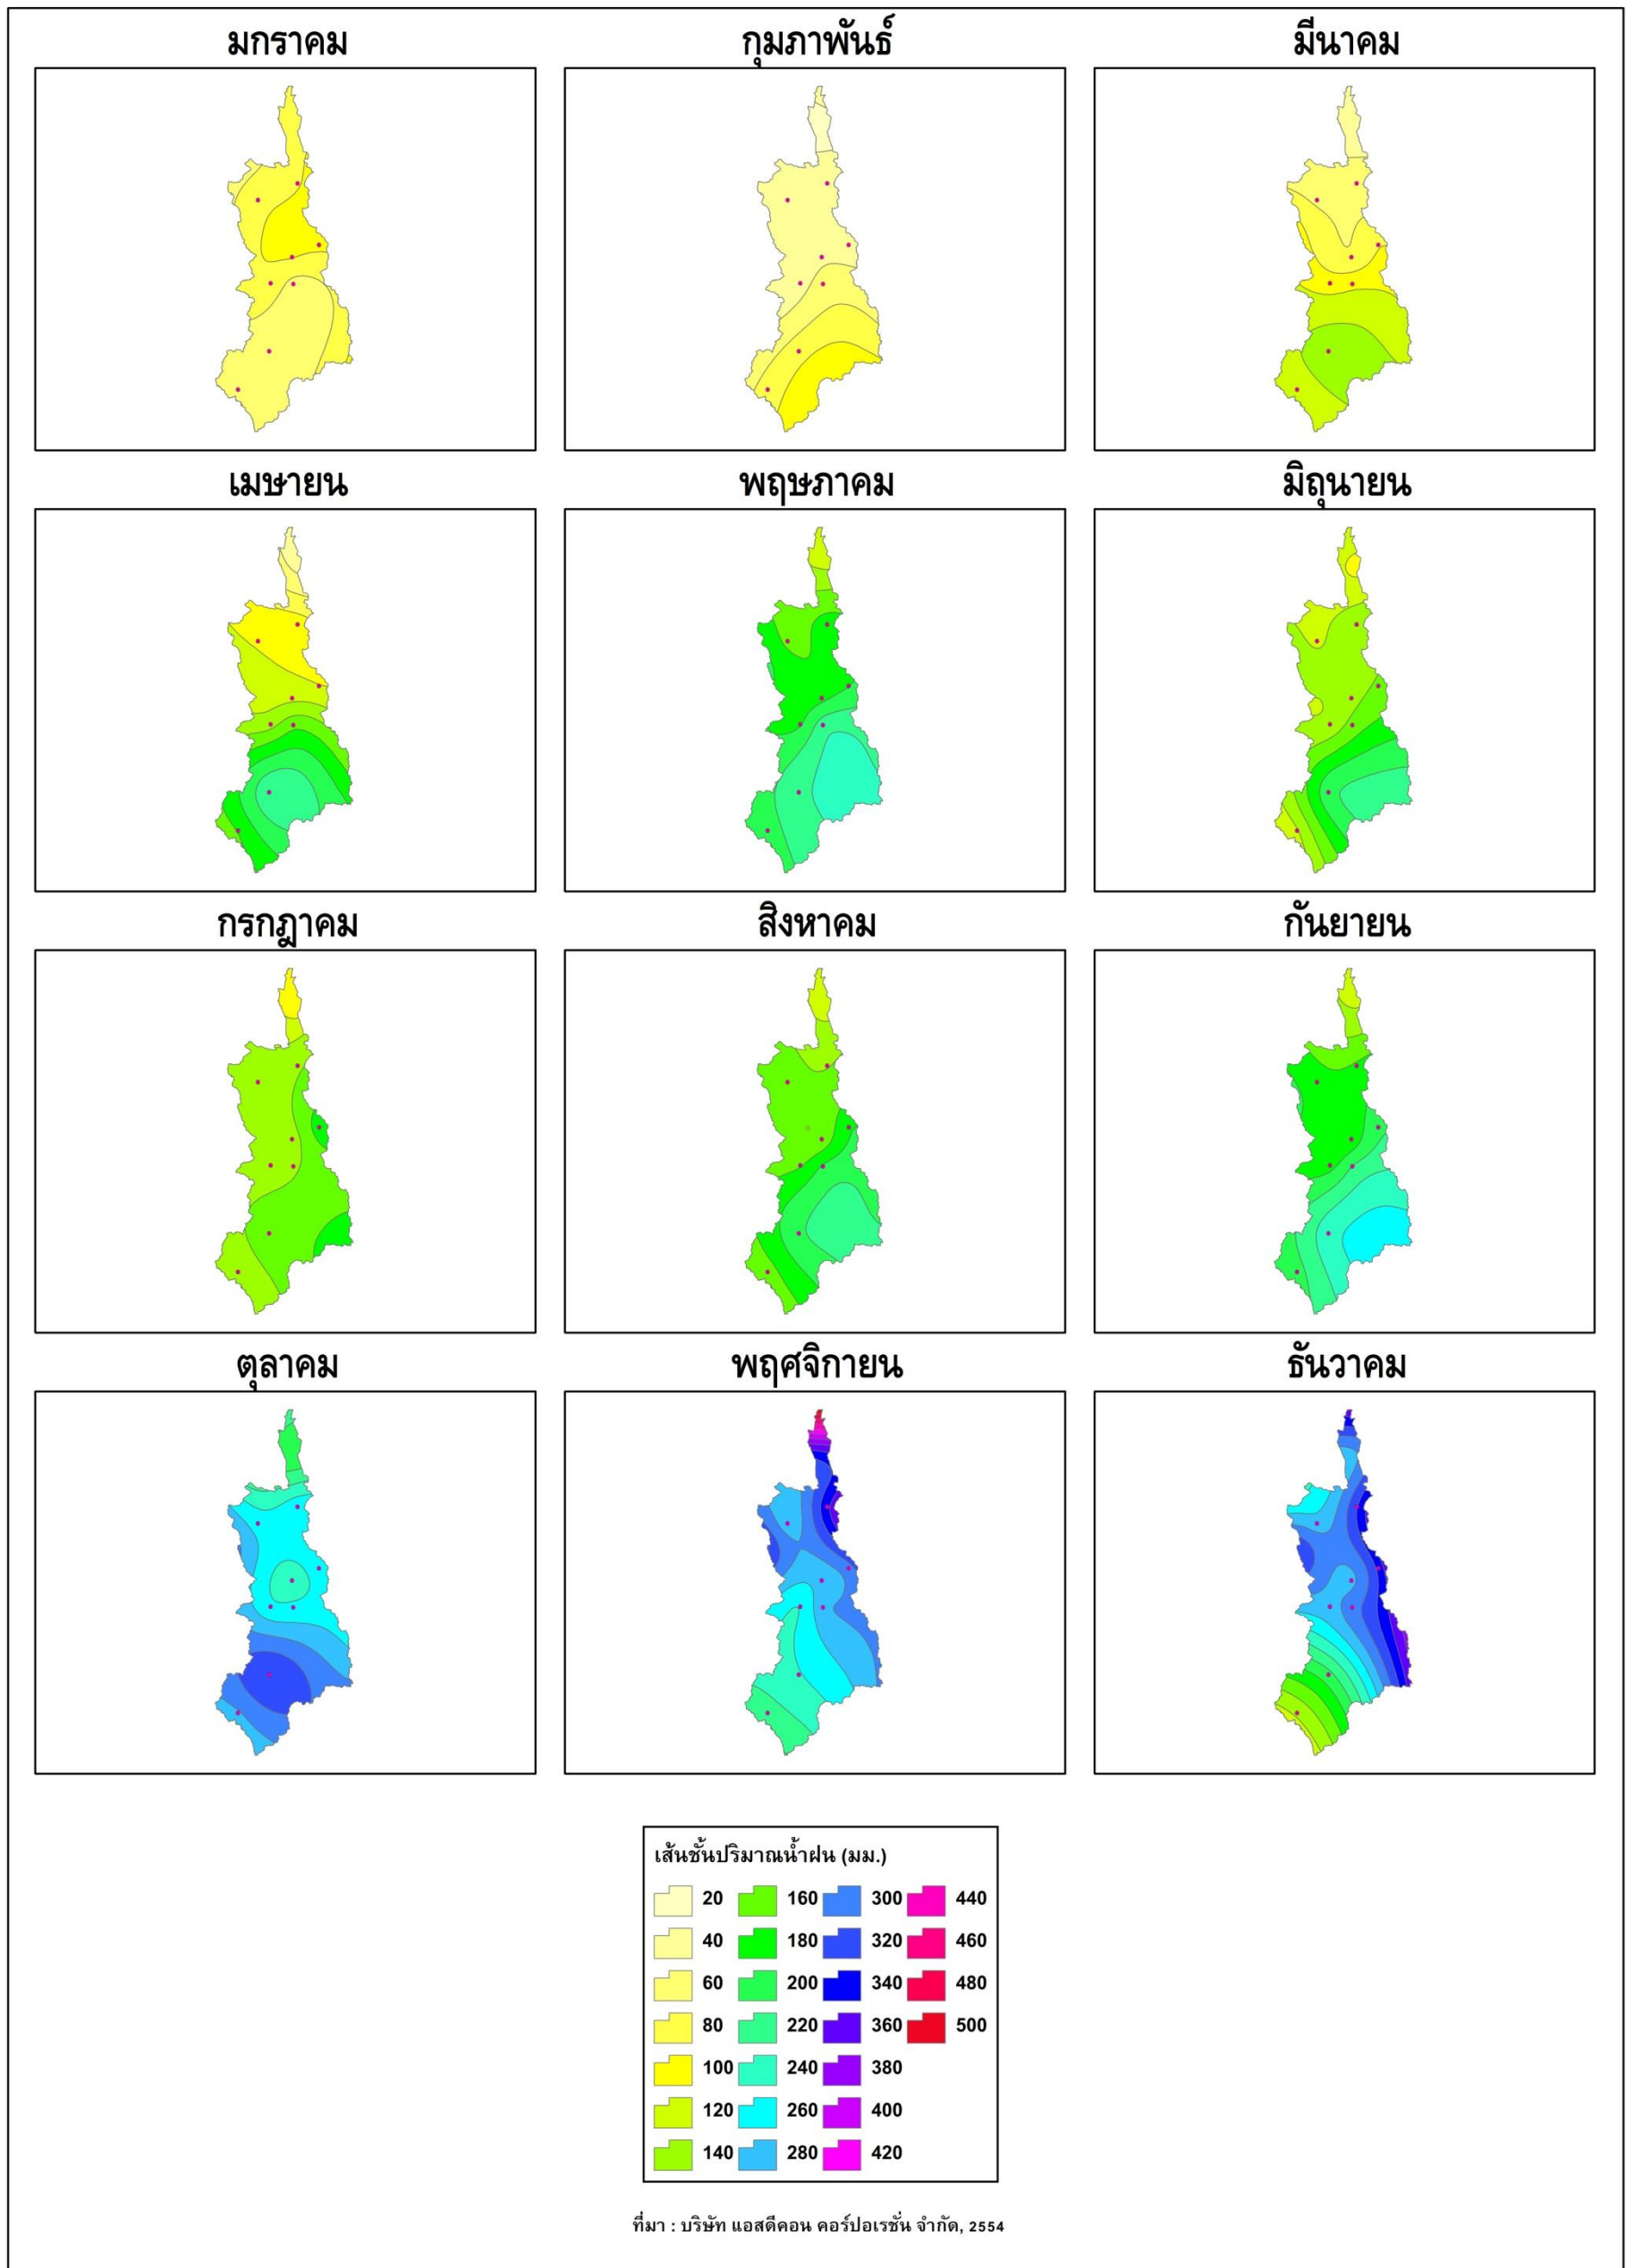 มกราคม กุมภาพันธ์ มีนาคม
เมษายน พฤษภาคม มิถุนายน
กรกฎาคม สิงหาคม กันยายน
ตุลาคม พฤศจิกายน ธันวาคม
เส้นชั้นปริมาณน้ำฝน (มม.)
20 160 300 440
40 180 320 460
60 200 340 480
80 220 360 500
100 240 380
120 260 400
140 280 420
ที่มา : บริษัท แอสดีคอน คอร์ปอเรชั่น จำกัด, 2554